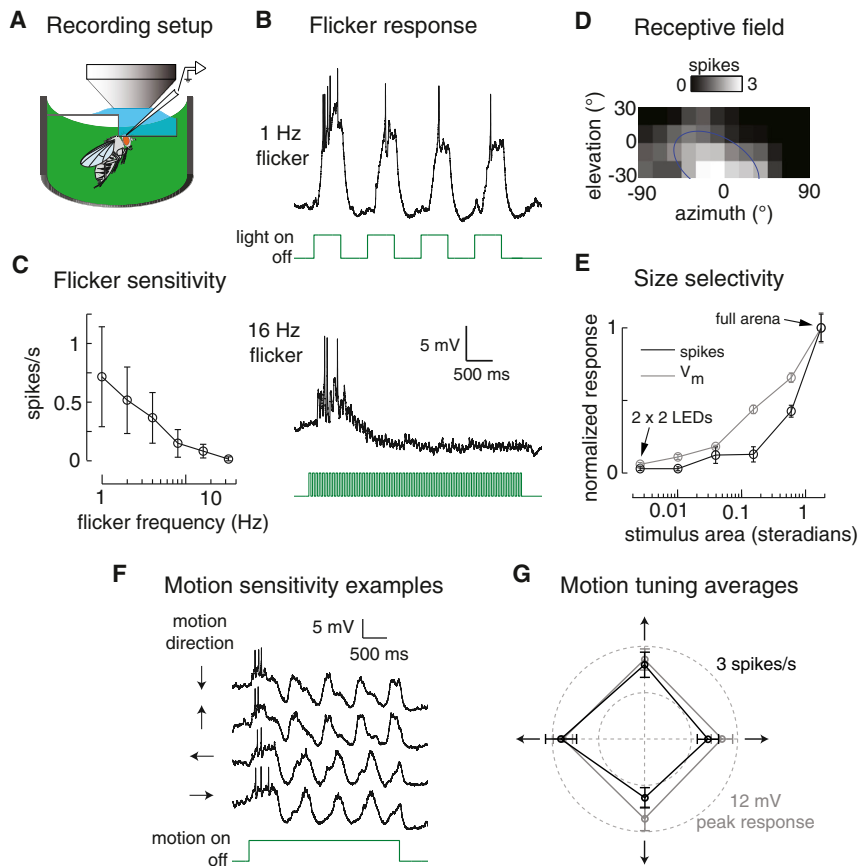 A Recording setup
B Flicker response
1 Hz
flicker
light on
off
16 Hz
flicker
5 mV
500 ms
C Flicker sensitivity
spikes/s
1
0.5
0
1
10
flicker frequency (Hz)
D Receptive field
spikes
0
3
elevation (°)
30
0
-30
-90
0
90
azimuth (°)
E Size selectivity
normalized response
1
0
full arena
spikes
Vm
2 x 2 LEDs
0.01
0.1
1
stimulus area (steradians)
F Motion sensitivity examples
motion
direction
5 mV
500 ms
motion on
off
G Motion tuning averages
3 spikes/s
12 mV
peak response